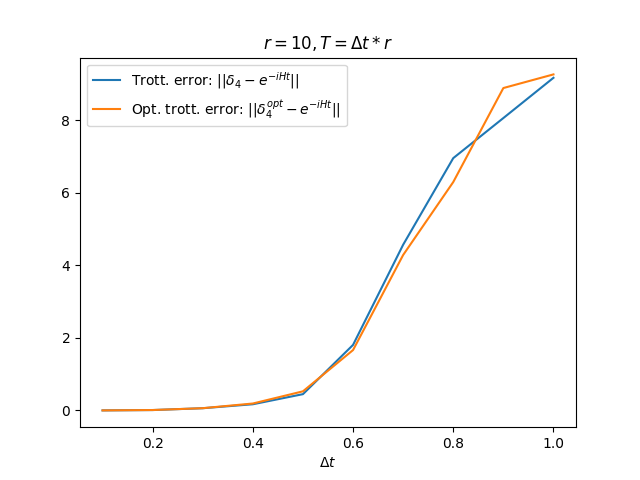 r = 10, T = Δt * r
Trott. error: ||δ₄ − e^{−iHt}||
Opt. trott. error: ||δ₄^{opt} − e^{−iHt}||
8
6
4
2
0
0.2 0.4 0.6 0.8 1.0
Δt